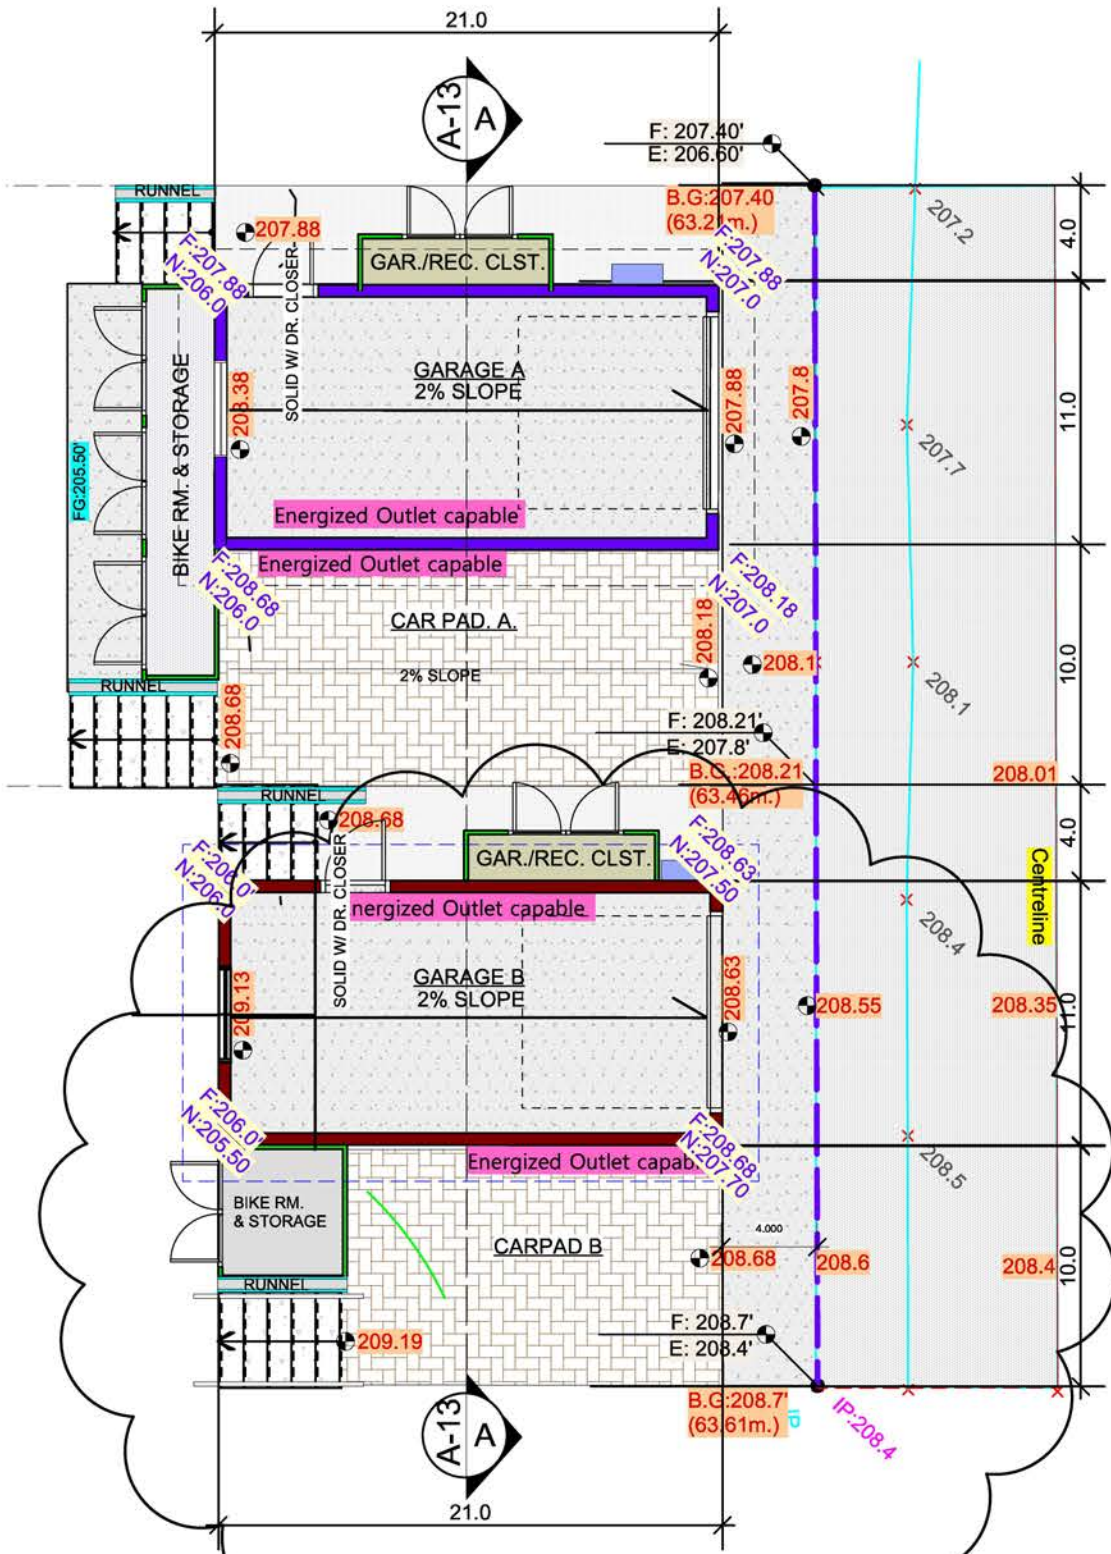 21.0
A-13
A
F: 207.40'
E: 206.60'
RUNNEL
B.G:207.40
(63.21m.)
207.2
4.0
207.88
F:207.88'
N:206.0'
GAR./REC. CLST.
F:207.88
N:207.0
SOLID W/ DR. CLOSER
GARAGE A
2% SLOPE
208.38
207.88
207.8
207.7
11.0
BIKE RM. & STORAGE
FG:205.50'
Energized Outlet capable
Energized Outlet capable
F:208.68
N:206.0'
F:208.18
N:207.0
CAR PAD. A.
2% SLOPE
208.18
208.1
208.1
10.0
RUNNEL
208.68
F: 208.21'
E: 207.8'
B.G.:208.21
(63.46m.)
208.01
RUNNEL
208.68
4.0
F:206.0'
N:206.0
GAR./REC. CLST.
F:208.63
N:207.50
SOLID W/ DR. CLOSER
nergized Outlet capable
208.4
Centreline
GARAGE B
2% SLOPE
209.13
208.63
208.55
208.35
11.0
F:206.0'
N:205.50
F:208.68
N:207.70
Energized Outlet capab
208.5
BIKE RM.
& STORAGE
CARPAD B
4.000
208.68
208.6
208.4
10.0
RUNNEL
209.19
F: 208.7'
E: 208.4'
B.G:208.7'
(63.61m.)
IP
IP:208.4
A-13
A
21.0